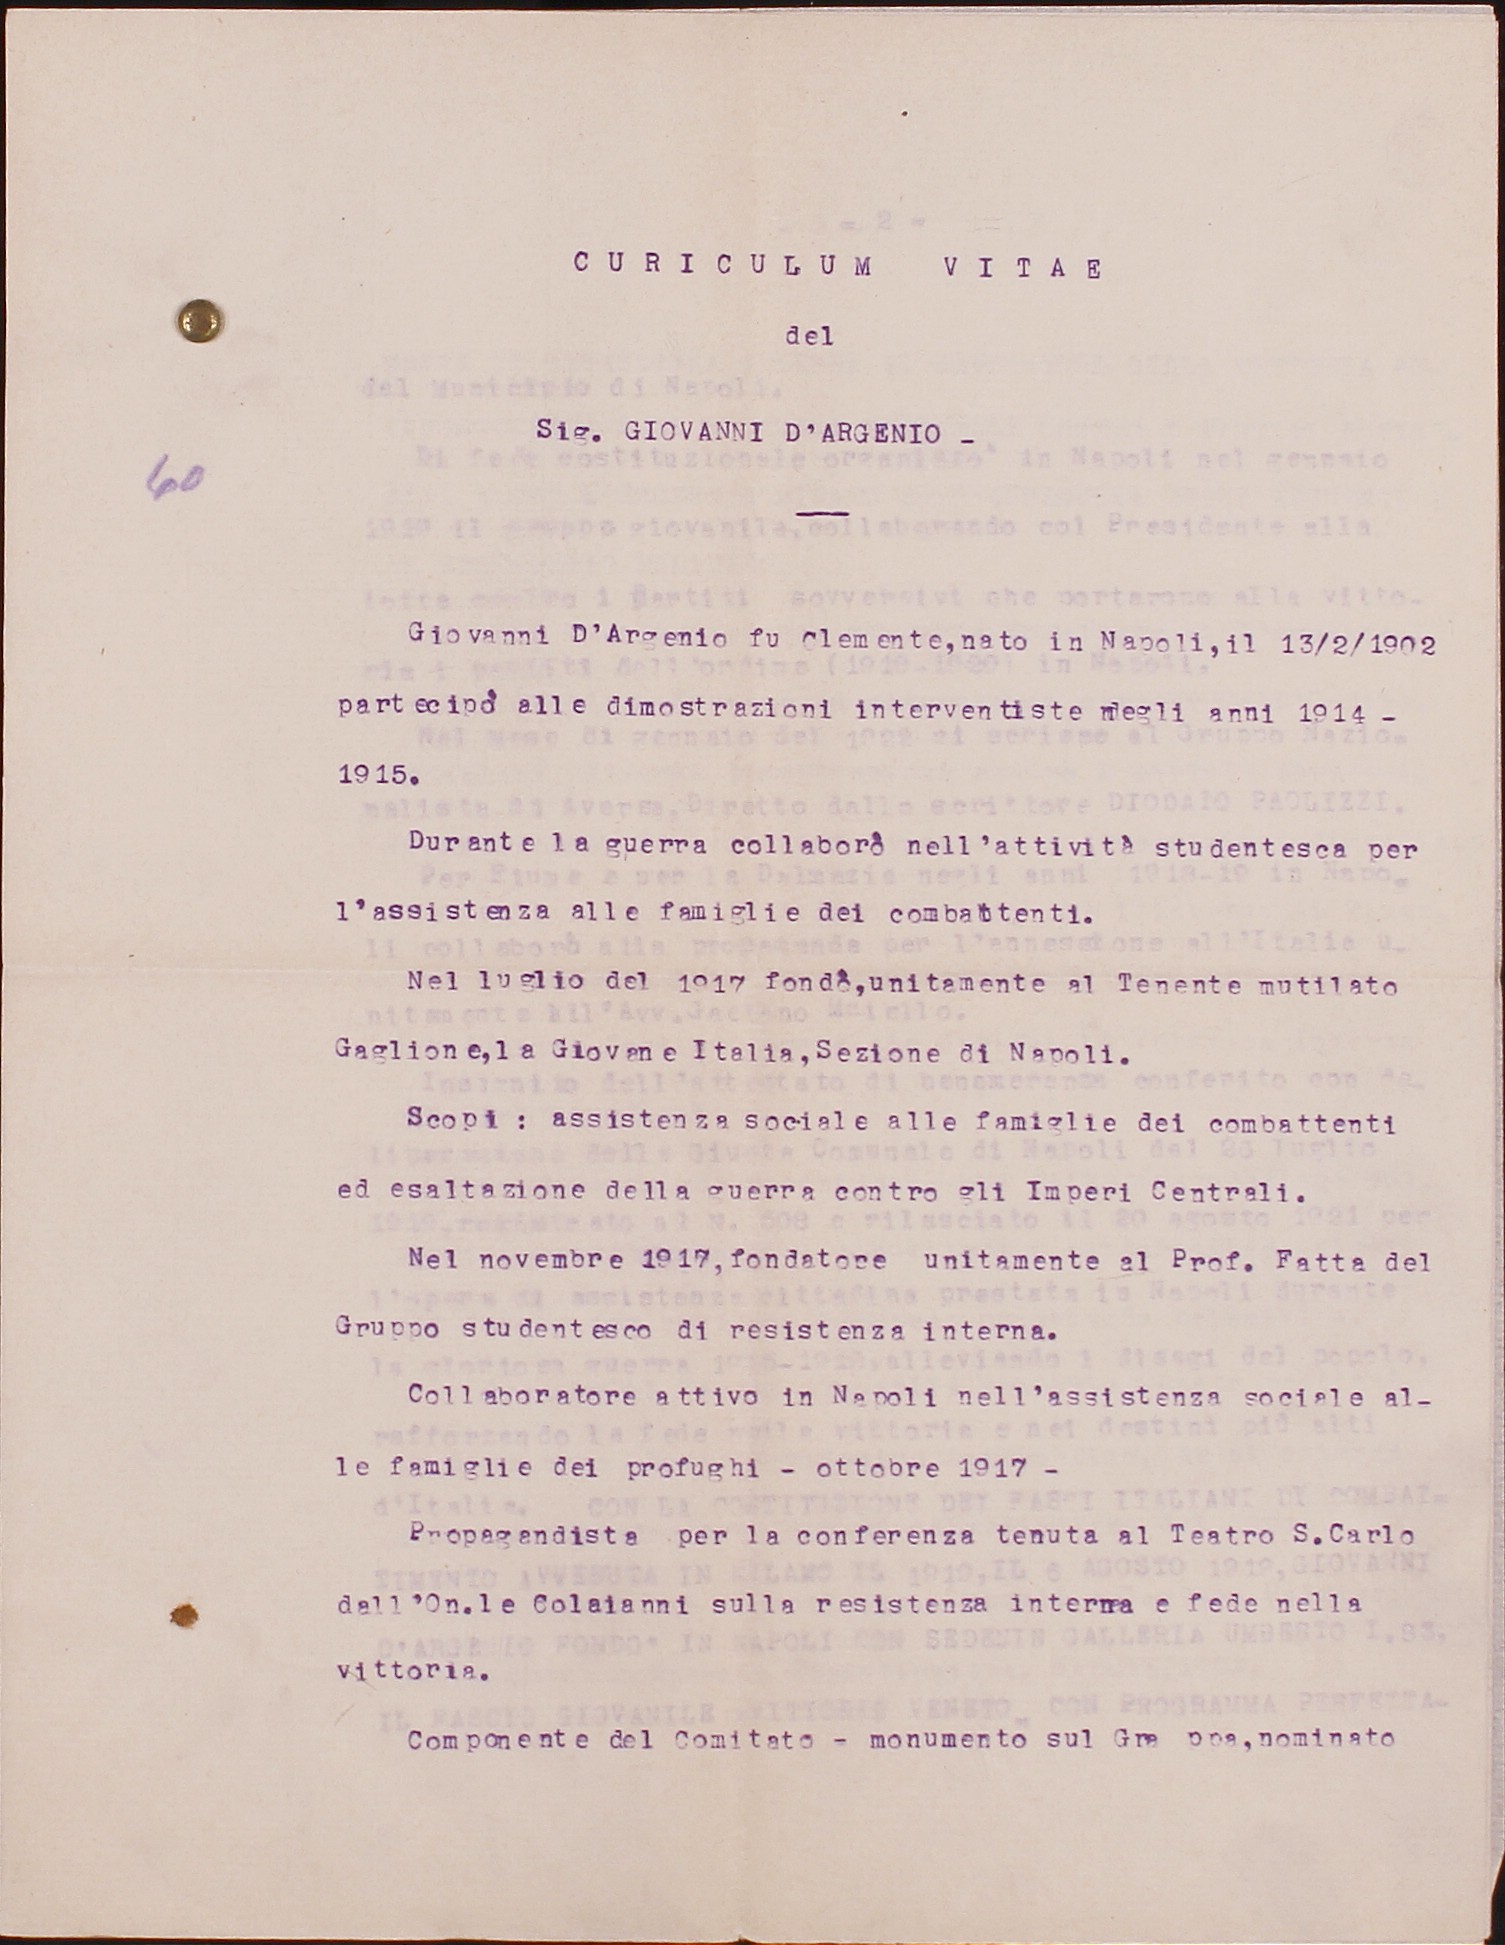 CURICULUM VITAE
del
Sig. GIOVANNI D'ARGENIO -
60
Giovanni D'Argenio fu Clemente, nato in Napoli, il 13/2/1902
partecipò alle dimostrazioni interventiste negli anni 1914 -
1915.
Durante la guerra collaborò nell'attività studentesca per
l'assistenza alle famiglie dei combattenti.
Nel luglio del 1917 fondò, unitamente al Tenente mutilato
Gaglione, la Giovane Italia, Sezione di Napoli.
Scopi : assistenza sociale alle famiglie dei combattenti
ed esaltazione della guerra contro gli Imperi Centrali.
Nel novembre 1917, fondatore unitamente al Prof. Fatta del
Gruppo studentesco di resistenza interna.
Collaboratore attivo in Napoli nell'assistenza sociale al-
le famiglie dei profughi - ottobre 1917 -
Propagandista per la conferenza tenuta al Teatro S.Carlo
dall'On.le Colaianni sulla resistenza interna e fede nella
vittoria.
Componente del Comitato - monumento sul Grappa, nominato